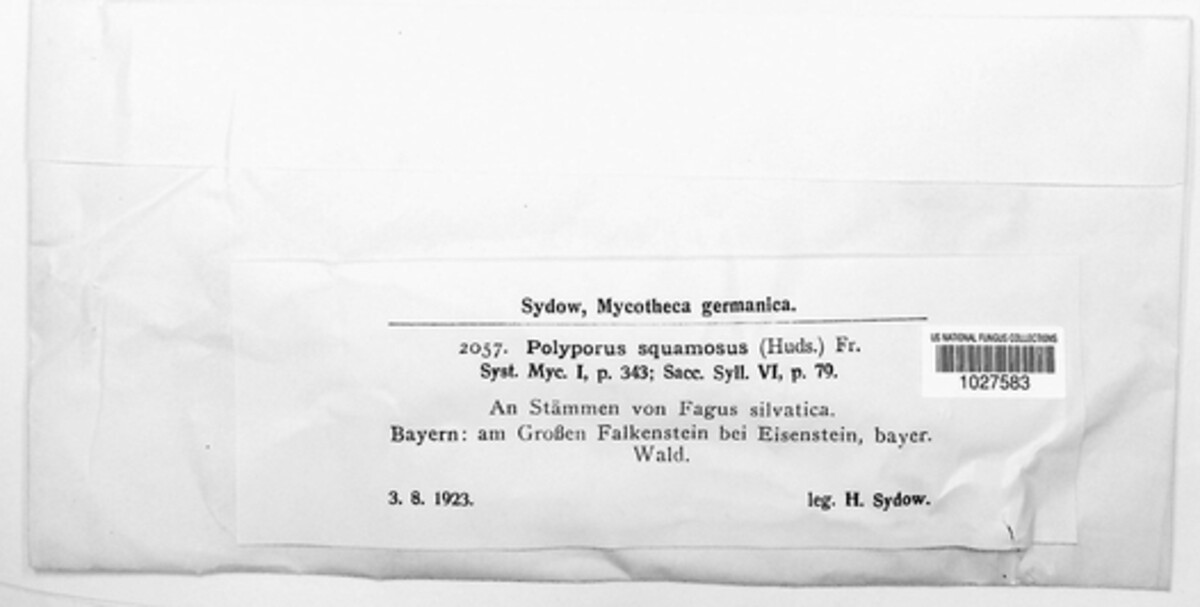 Sydow, Mycotheca germanica.
2057. Polyporus squamosus (Huds.) Fr.
Syst. Myc. I, p. 343; Sacc. Syll. VI, p. 79.
An Stämmen von Fagus silvatica.
Bayern: am Großen Falkenstein bei Eisenstein, bayer.
Wald.
3. 8. 1923. leg. H. Sydow.
US NATIONAL FUNGUS COLLECTIONS
1027583